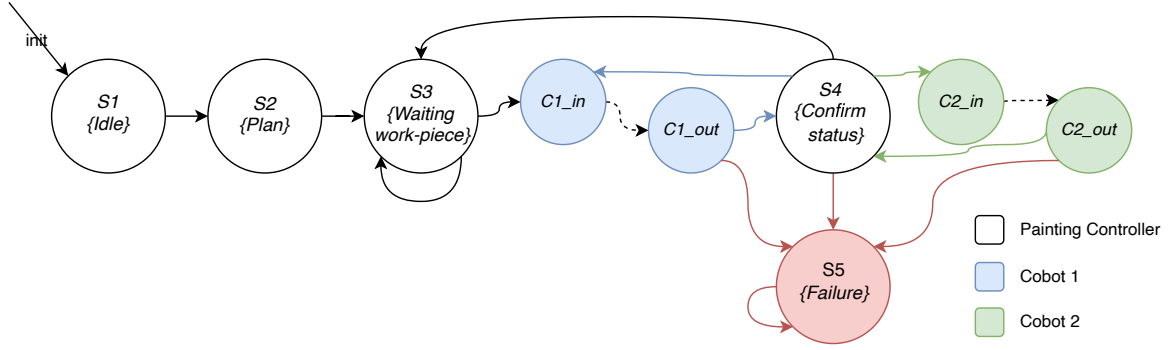 init
S1
{Idle}
S2
{Plan}
S3
{Waiting
work-piece}
C1_in
C1_out
S4
{Confirm
status}
C2_in
C2_out
S5
{Failure}
Painting Controller
Cobot 1
Cobot 2